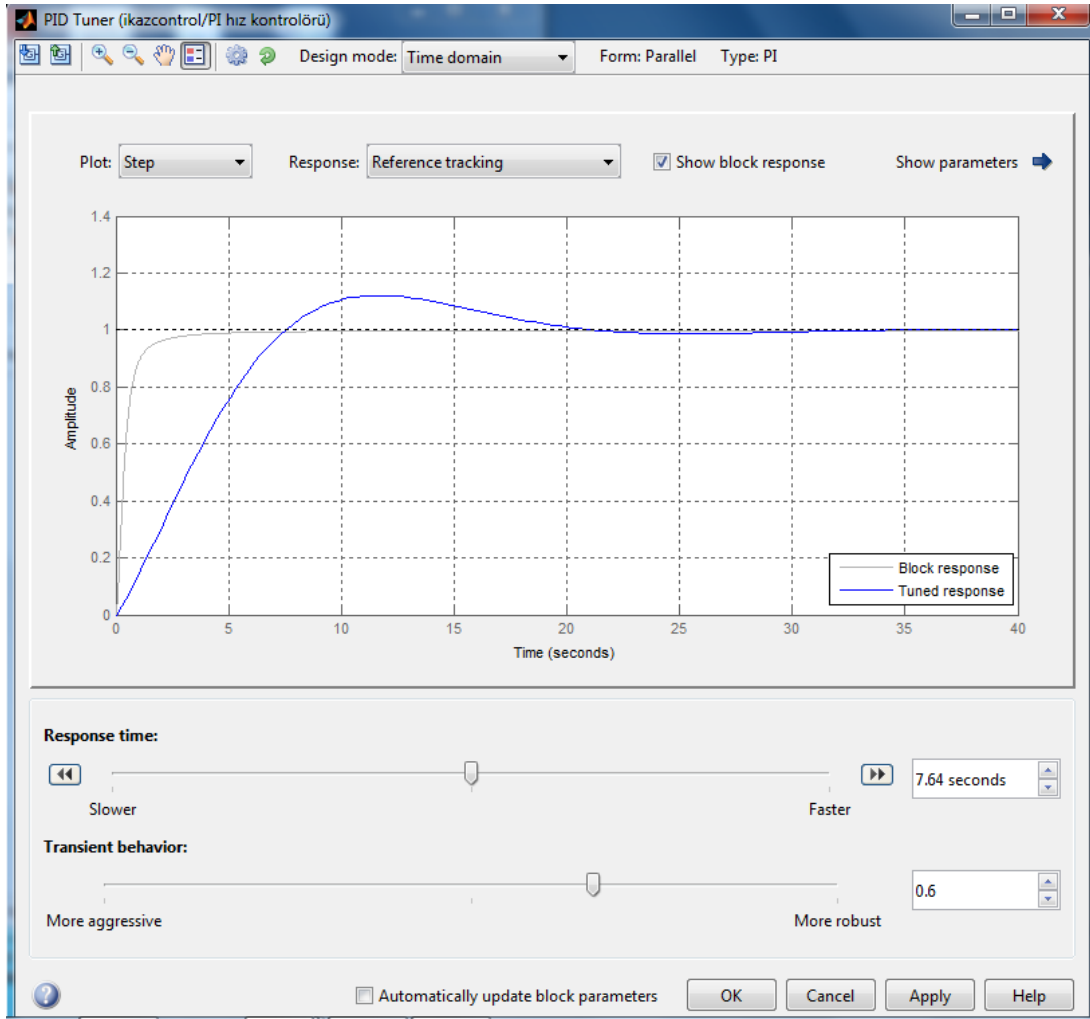 PID Tuner (ikazcontrol/PI hız kontrolörü)
Design mode: Time domain Form: Parallel Type: PI
Plot: Step Response: Reference tracking Show block response Show parameters
1.4
1.2
1
0.8
0.6
0.4
0.2
0
Amplitude
Block response
Tuned response
0 5 10 15 20 25 30 35 40
Time (seconds)
Response time:
7.64 seconds
Slower Faster
Transient behavior:
0.6
More aggressive More robust
Automatically update block parameters OK Cancel Apply Help